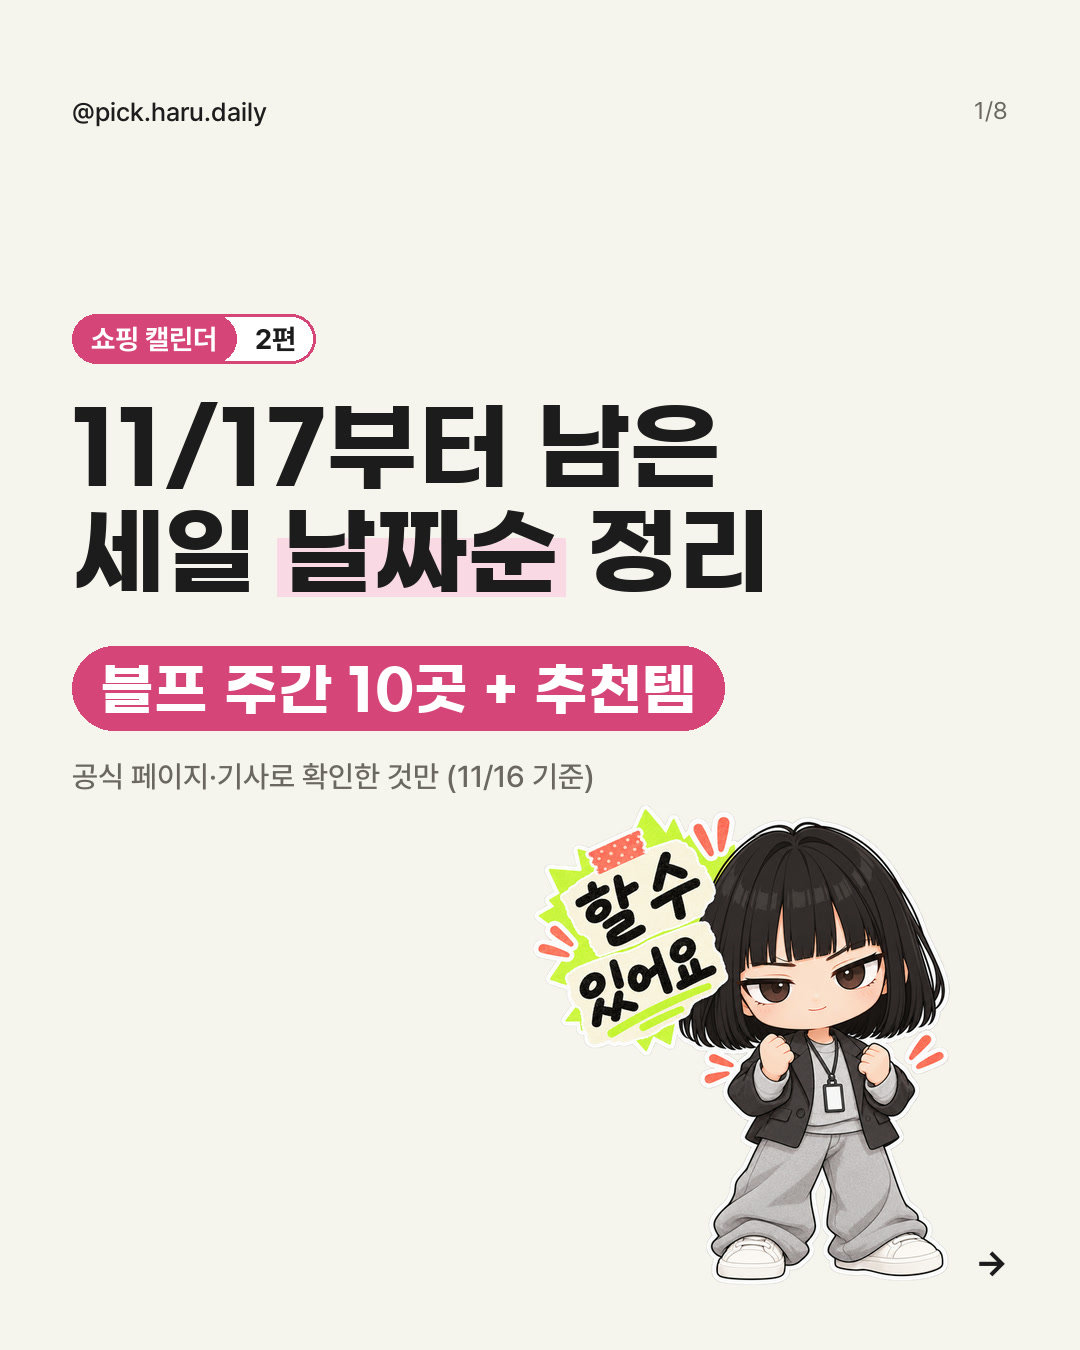 @pick.haru.daily
1/8
쇼핑 캘린더 2편
11/17부터 남은
세일 날짜순 정리
블프 주간 10곳 + 추천템
공식 페이지·기사로 확인한 것만 (11/16 기준)
할 수
있어요
→